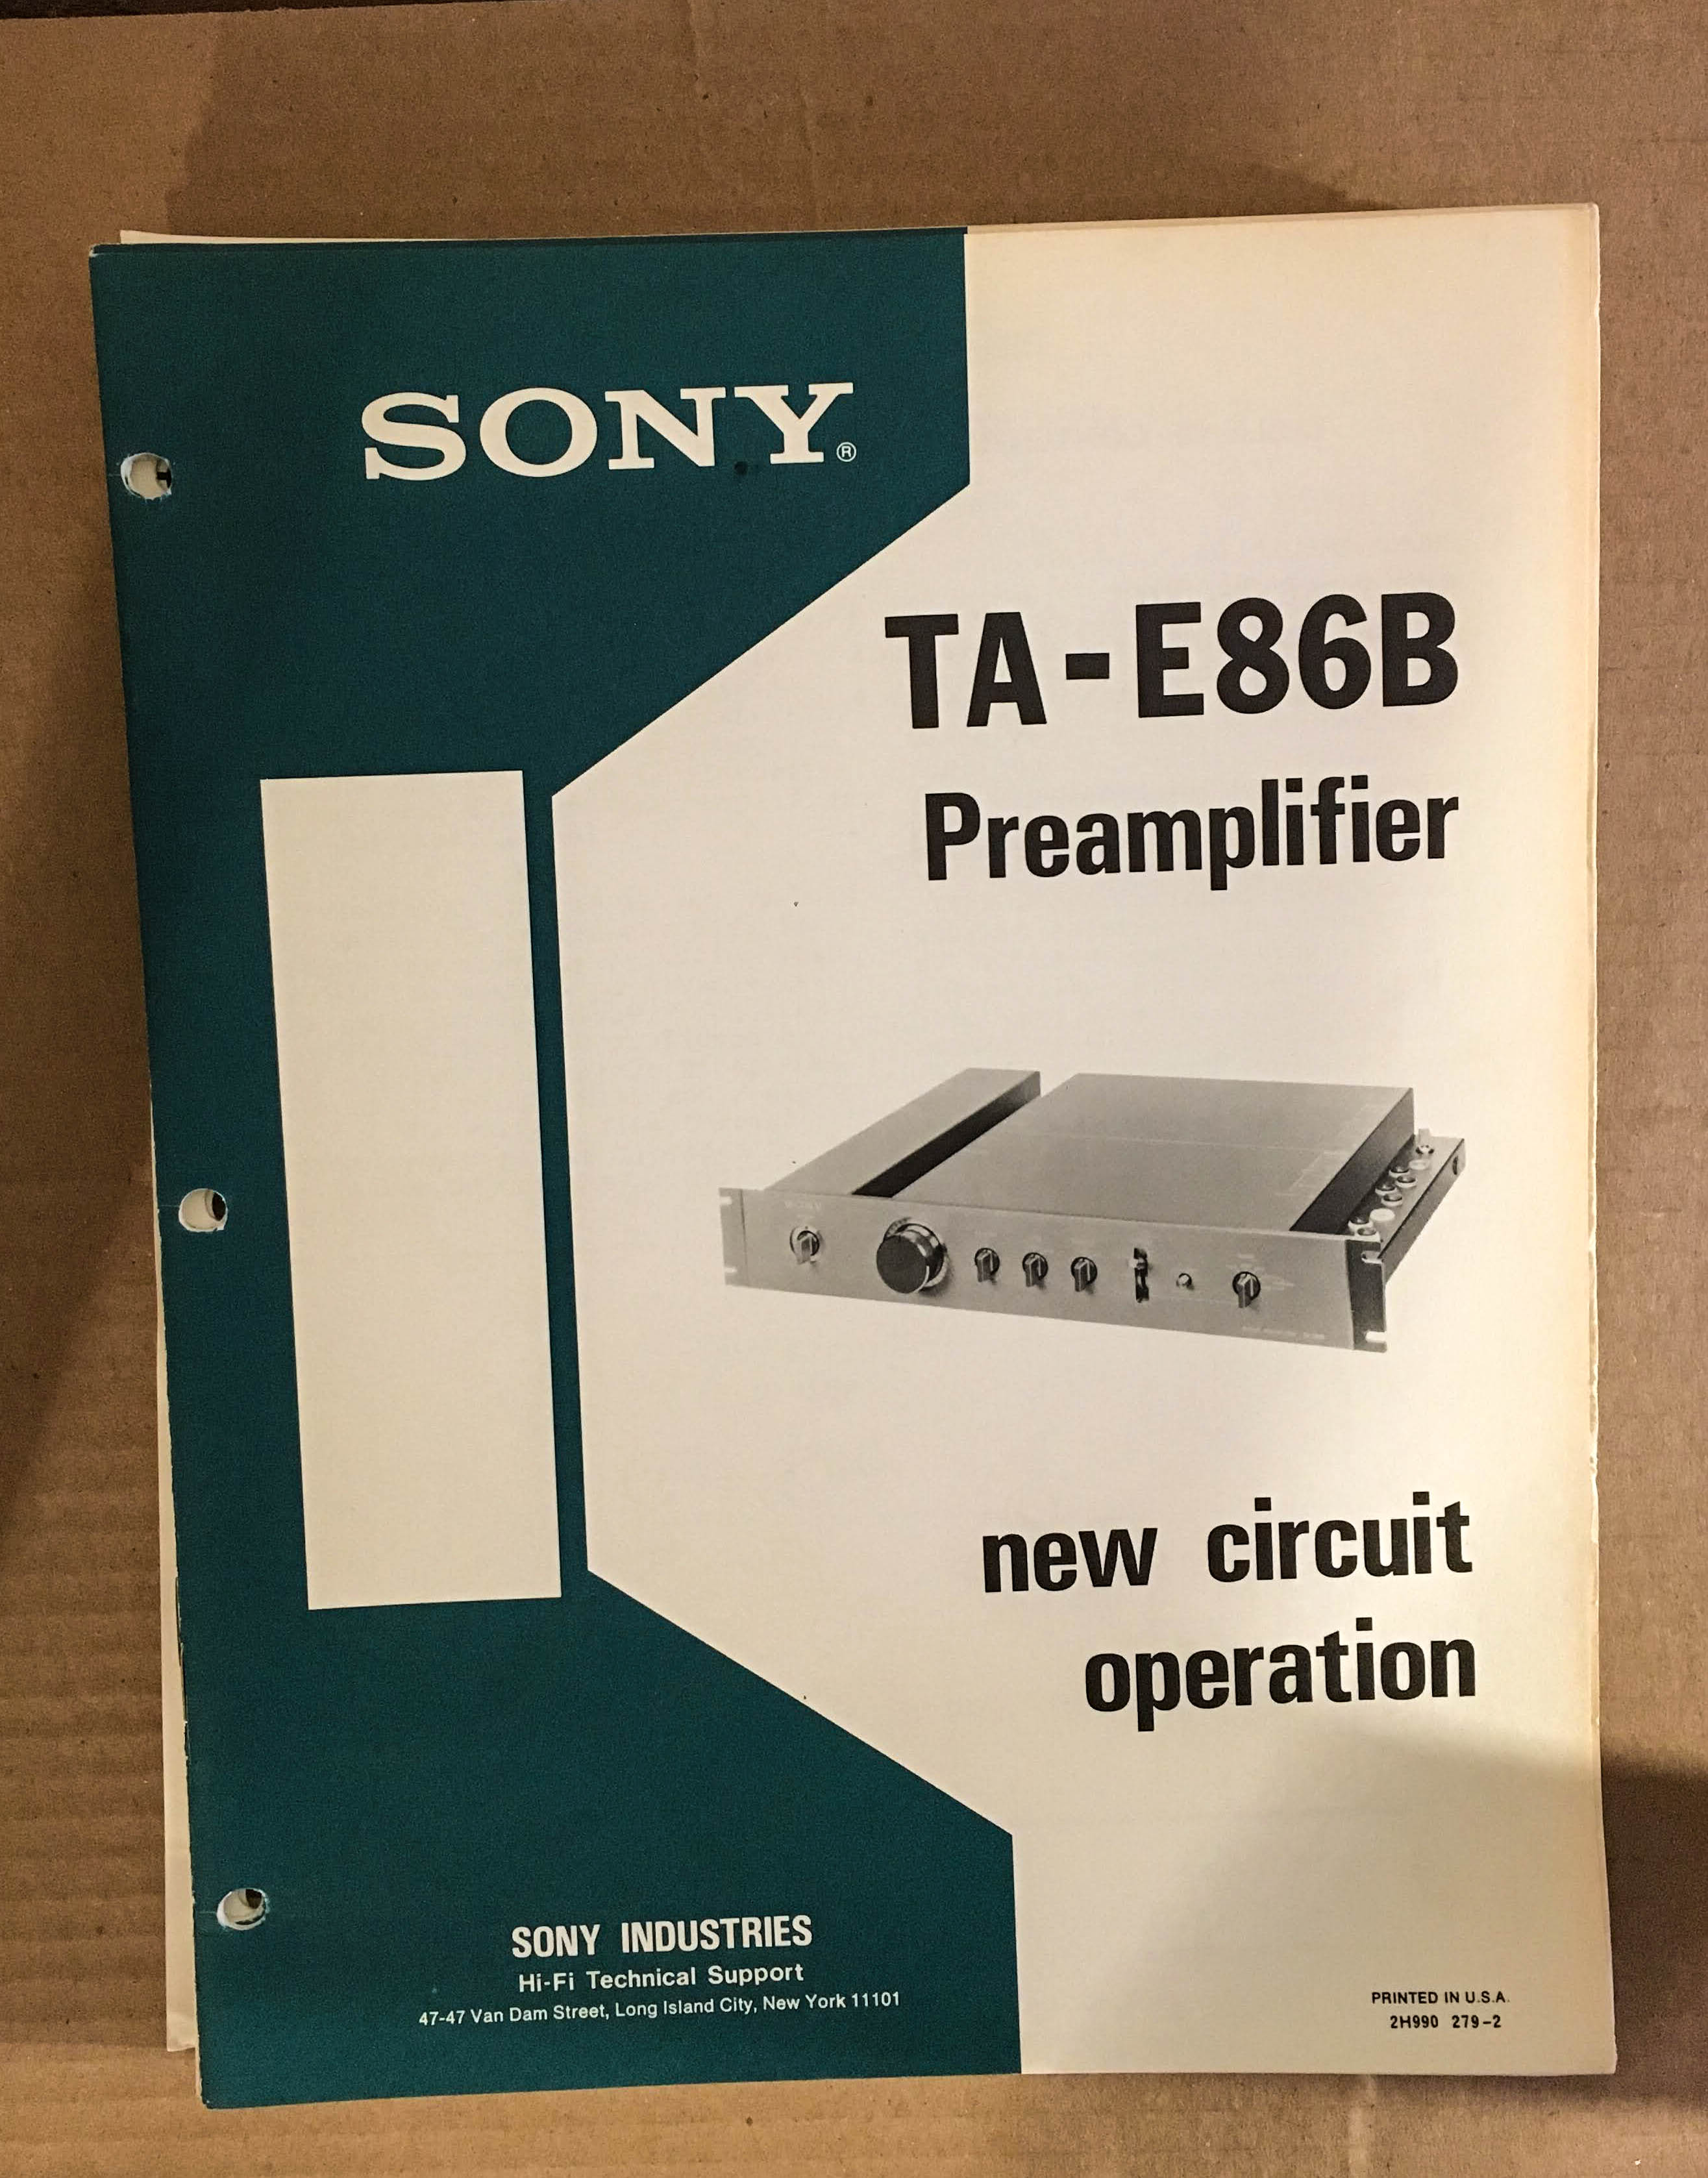 SONY®
TA-E86B
Preamplifier
new circuit
operation
SONY INDUSTRIES
Hi-Fi Technical Support
47-47 Van Dam Street, Long Island City, New York 11101
PRINTED IN U.S.A.
2H990 279-2